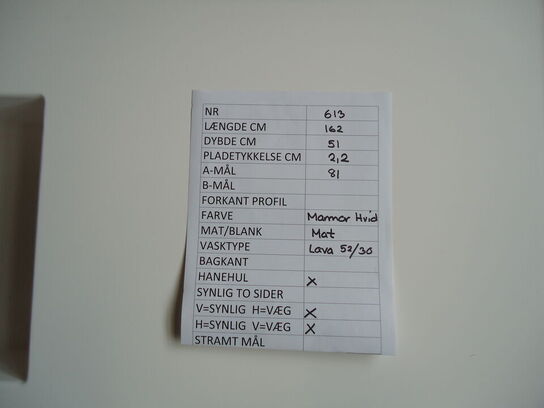 NR 613
LÆNGDE CM 162
DYBDE CM 51
PLADETYKKELSE CM 2,2
A-MÅL 81
B-MÅL
FORKANT PROFIL
FARVE Marmor Hvid
MAT/BLANK Mat
VASKTYPE Lava 52/30
BAGKANT
HANEHUL X
SYNLIG TO SIDER
V=SYNLIG H=VÆG X
H=SYNLIG V=VÆG X
STRAMT MÅL